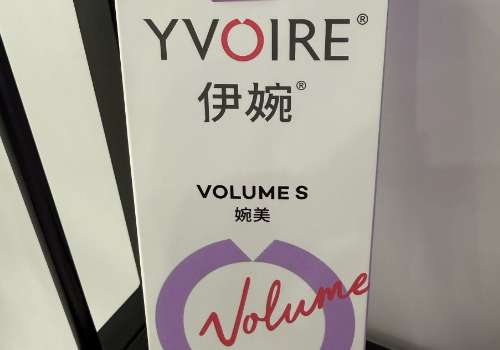 YVOIRE®
伊婉®
VOLUME S
婉美
Volume